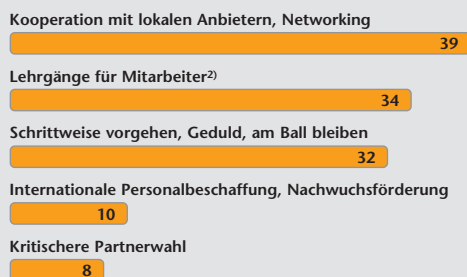 Kooperation mit lokalen Anbietern, Networking
39
Lehrgänge für Mitarbeiter2)
34
Schrittweise vorgehen, Geduld, am Ball bleiben
32
Internationale Personalbeschaffung, Nachwuchsförderung
10
Kritischere Partnerwahl
8